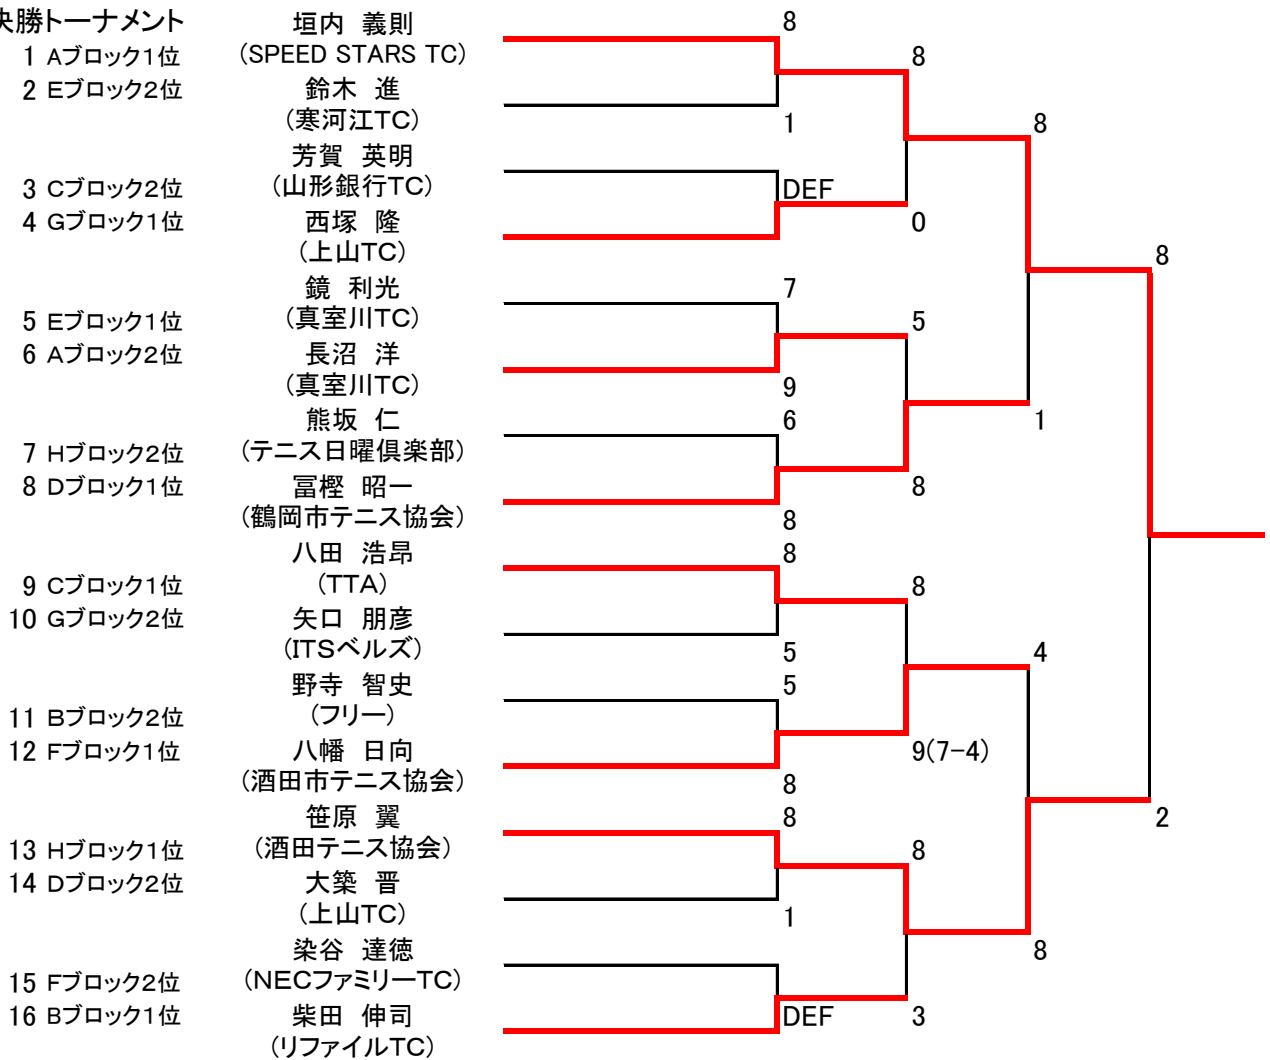 決勝トーナメント
垣内 義則
8
1 Aブロック1位
(SPEED STARS TC)
8
2 Eブロック2位
鈴木 進
(寒河江TC)
1
8
芳賀 英明
3 Cブロック2位
(山形銀行TC)
DEF
4 Gブロック1位
西塚 隆
0
(上山TC)
8
鏡 利光
7
5 Eブロック1位
(真室川TC)
5
6 Aブロック2位
長沼 洋
(真室川TC)
9
熊坂 仁
6
1
7 Hブロック2位
(テニス日曜倶楽部)
8 Dブロック1位
冨樫 昭一
8
(鶴岡市テニス協会)
8
八田 浩昂
8
9 Cブロック1位
(TTA)
8
10 Gブロック2位
矢口 朋彦
(ITSベルズ)
5
4
野寺 智史
5
11 Bブロック2位
(フリー)
12 Fブロック1位
八幡 日向
9(7-4)
(酒田市テニス協会)
8
笹原 翼
8
2
13 Hブロック1位
(酒田テニス協会)
8
14 Dブロック2位
大築 晋
(上山TC)
1
染谷 達徳
8
15 Fブロック2位
(NECファミリーTC)
16 Bブロック1位
柴田 伸司
DEF
3
(リファイルTC)